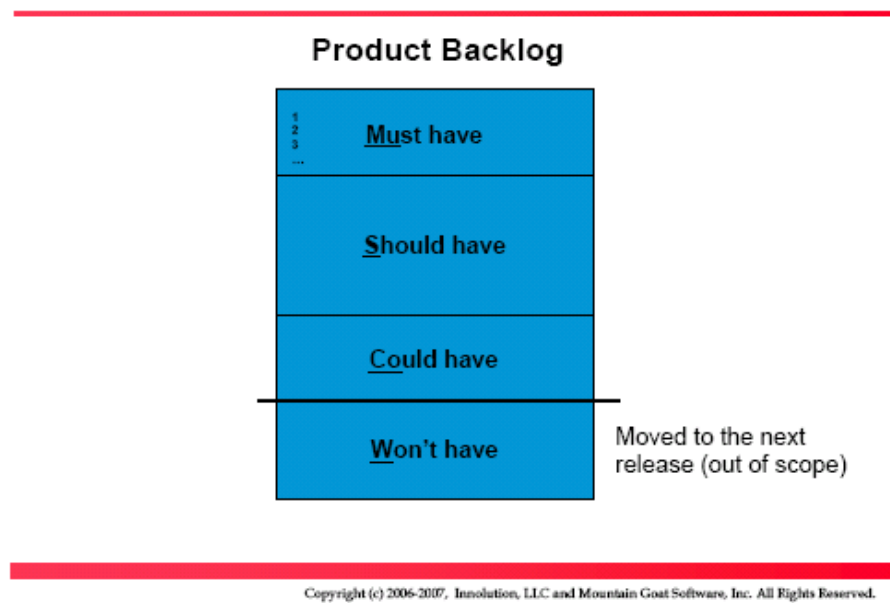 Product Backlog
1
2
3
...
Must have
Should have
Could have
Won't have
Moved to the next
release (out of scope)
Copyright (c) 2006-2007, Innolution, LLC and Mountain Goat Software, Inc. All Rights Reserved.